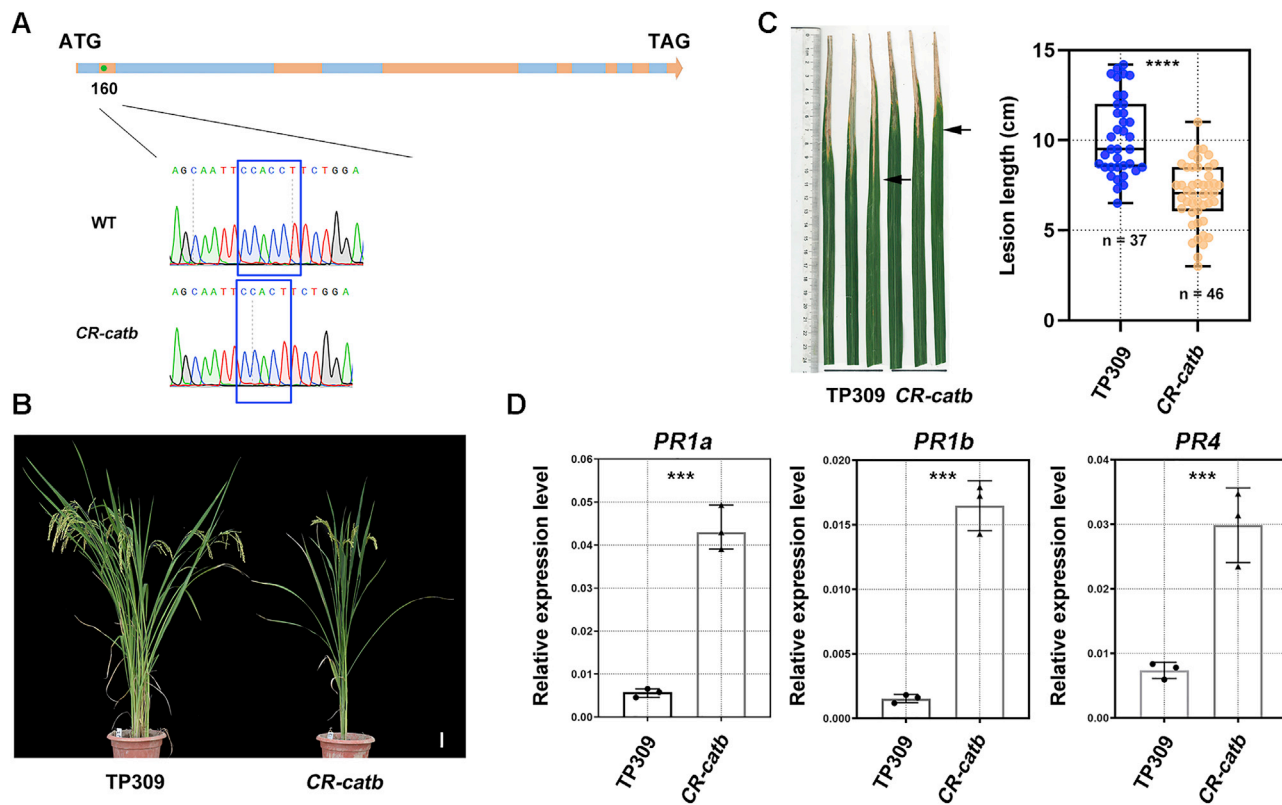 A
ATG
TAG
160
AGCAATTCCACCTTCTGGA
WT
AGCAATTCCACTTCTGGA
CR-catb
B
TP309
CR-catb
C
TP309
CR-catb
Lesion length (cm)
15
10
5
0
****
n = 37
n = 46
TP309
CR-catb
D
PR1a
Relative expression level
0.06
0.05
0.04
0.03
0.02
0.01
0.00
***
TP309
CR-catb
PR1b
Relative expression level
0.020
0.015
0.010
0.005
0.000
***
TP309
CR-catb
PR4
Relative expression level
0.04
0.03
0.02
0.01
0.00
***
TP309
CR-catb